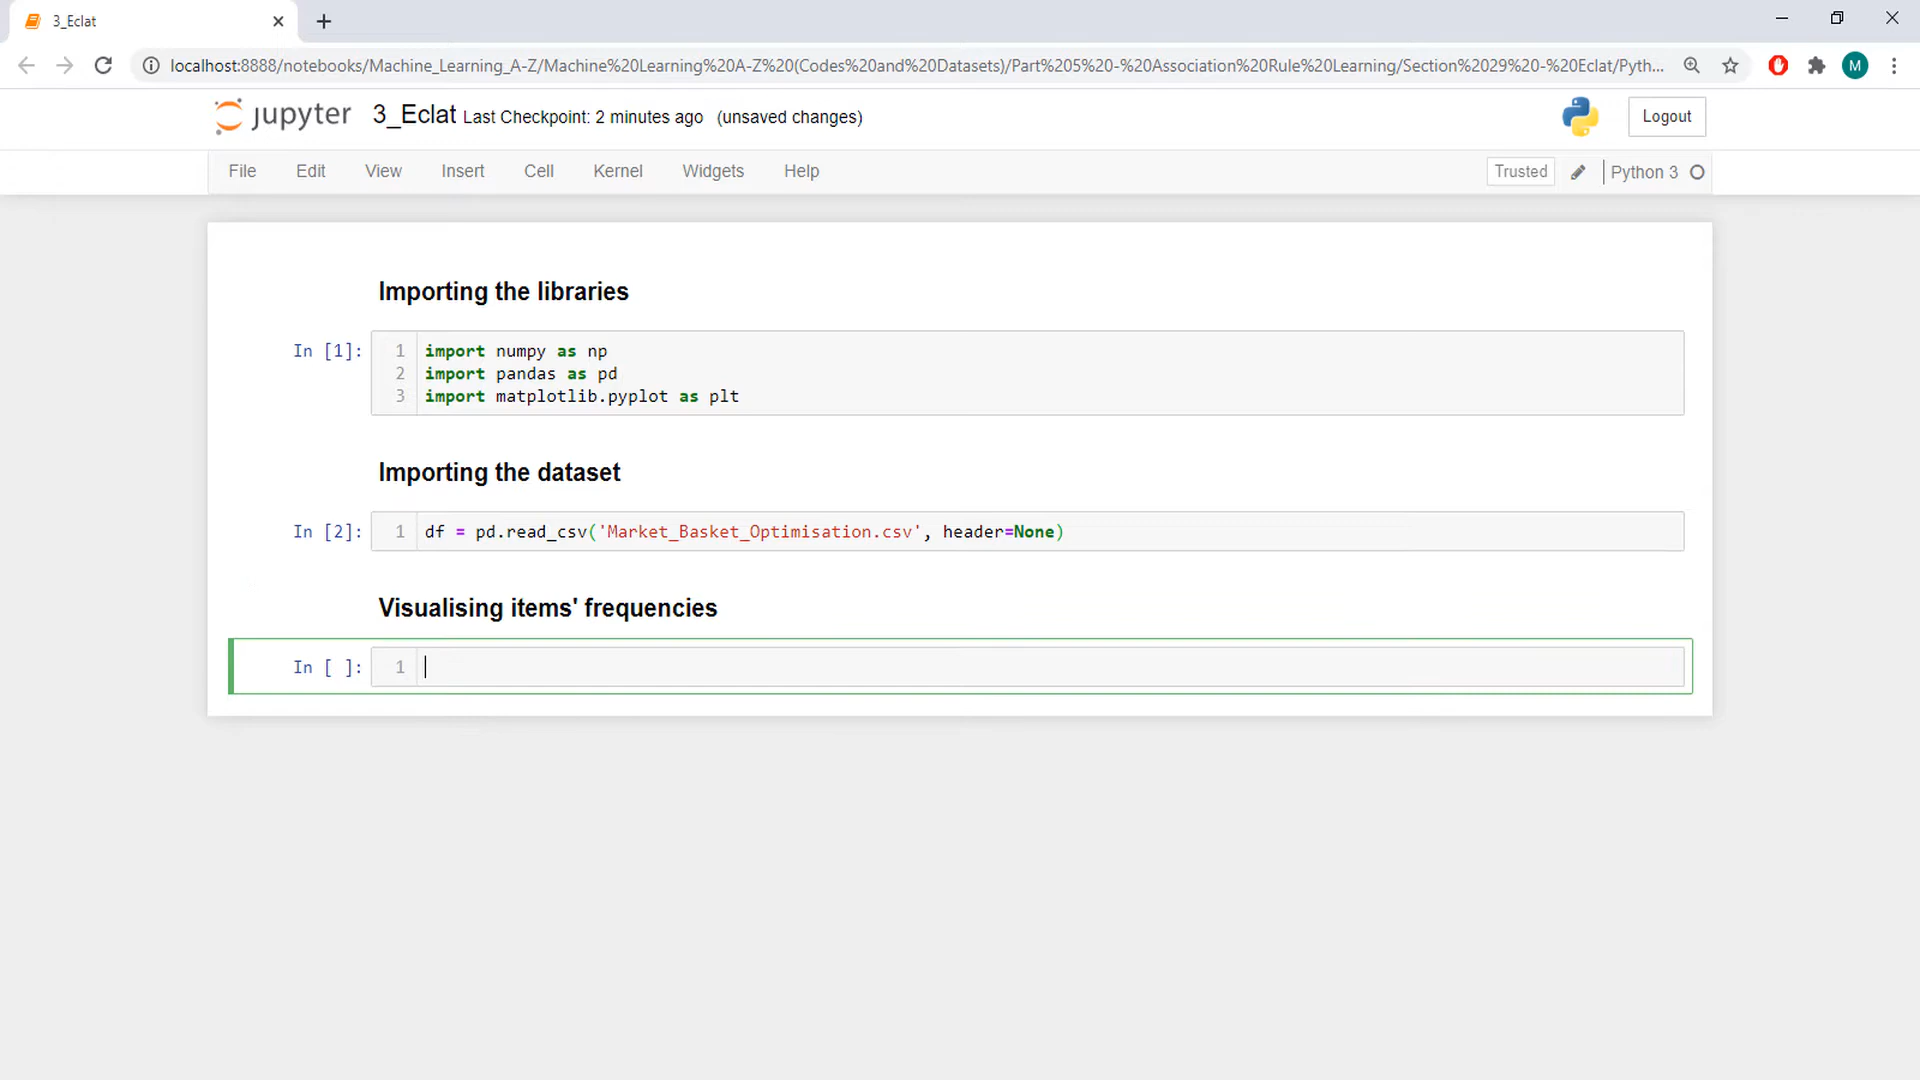 3_Eclat
localhost:8888/notebooks/Machine_Learning_A-Z/Machine%20Learning%20A-Z%20(Codes%20and%20Datasets)/Part%205%20-%20Association%20Rule%20Learning/Section%2029%20-%20Eclat/Pyth...
M
jupyter 3_Eclat Last Checkpoint: 2 minutes ago (unsaved changes)
Logout
File Edit View Insert Cell Kernel Widgets Help
Trusted Python 3
Importing the libraries
In [1]: 1 import numpy as np
2 import pandas as pd
3 import matplotlib.pyplot as plt
Importing the dataset
In [2]: 1 df = pd.read_csv('Market_Basket_Optimisation.csv', header=None)
Visualising items' frequencies
In [ ]: 1